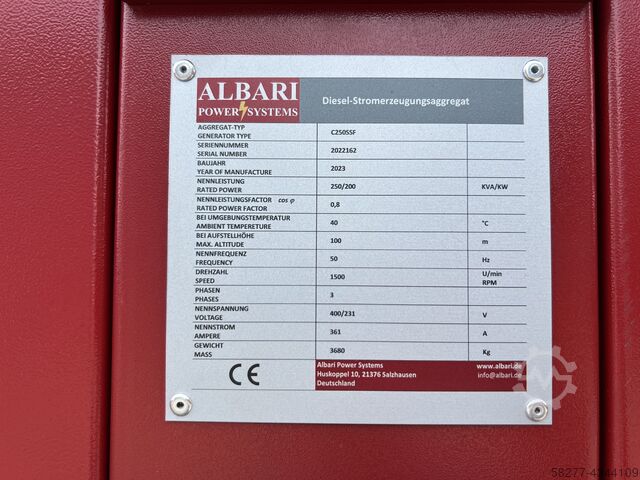 ALBARI
POWER SYSTEMS
Diesel-Stromerzeugungsaggregat
AGGREGAT-TYP
GENERATOR TYPE
C250SSF
SERIENNUMMER
SERIAL NUMBER
2022162
BAUJAHR
YEAR OF MANUFACTURE
2023
NENNLEISTUNG
RATED POWER
250/200
KVA/KW
NENNLEISTUNGSFACTOR cos φ
RATED POWER FACTOR
0,8
BEI UMGEBUNGSTEMPERATUR
AMBIENT TEMPERETURE
40
°C
BEI AUFSTELLHÖHE
MAX. ALTITUDE
100
m
NENNFREQUENZ
FREQUENCY
50
Hz
DREHZAHL
SPEED
1500
U/min
RPM
PHASEN
PHASES
3
NENNSPANNUNG
VOLTAGE
400/231
V
NENNSTROM
AMPERE
361
A
GEWICHT
MASS
3680
Kg
CE
Albari Power Systems
Huskoppel 10, 21376 Salzhausen
Deutschland
www.albari.de
info@albari.de
58277-4144109